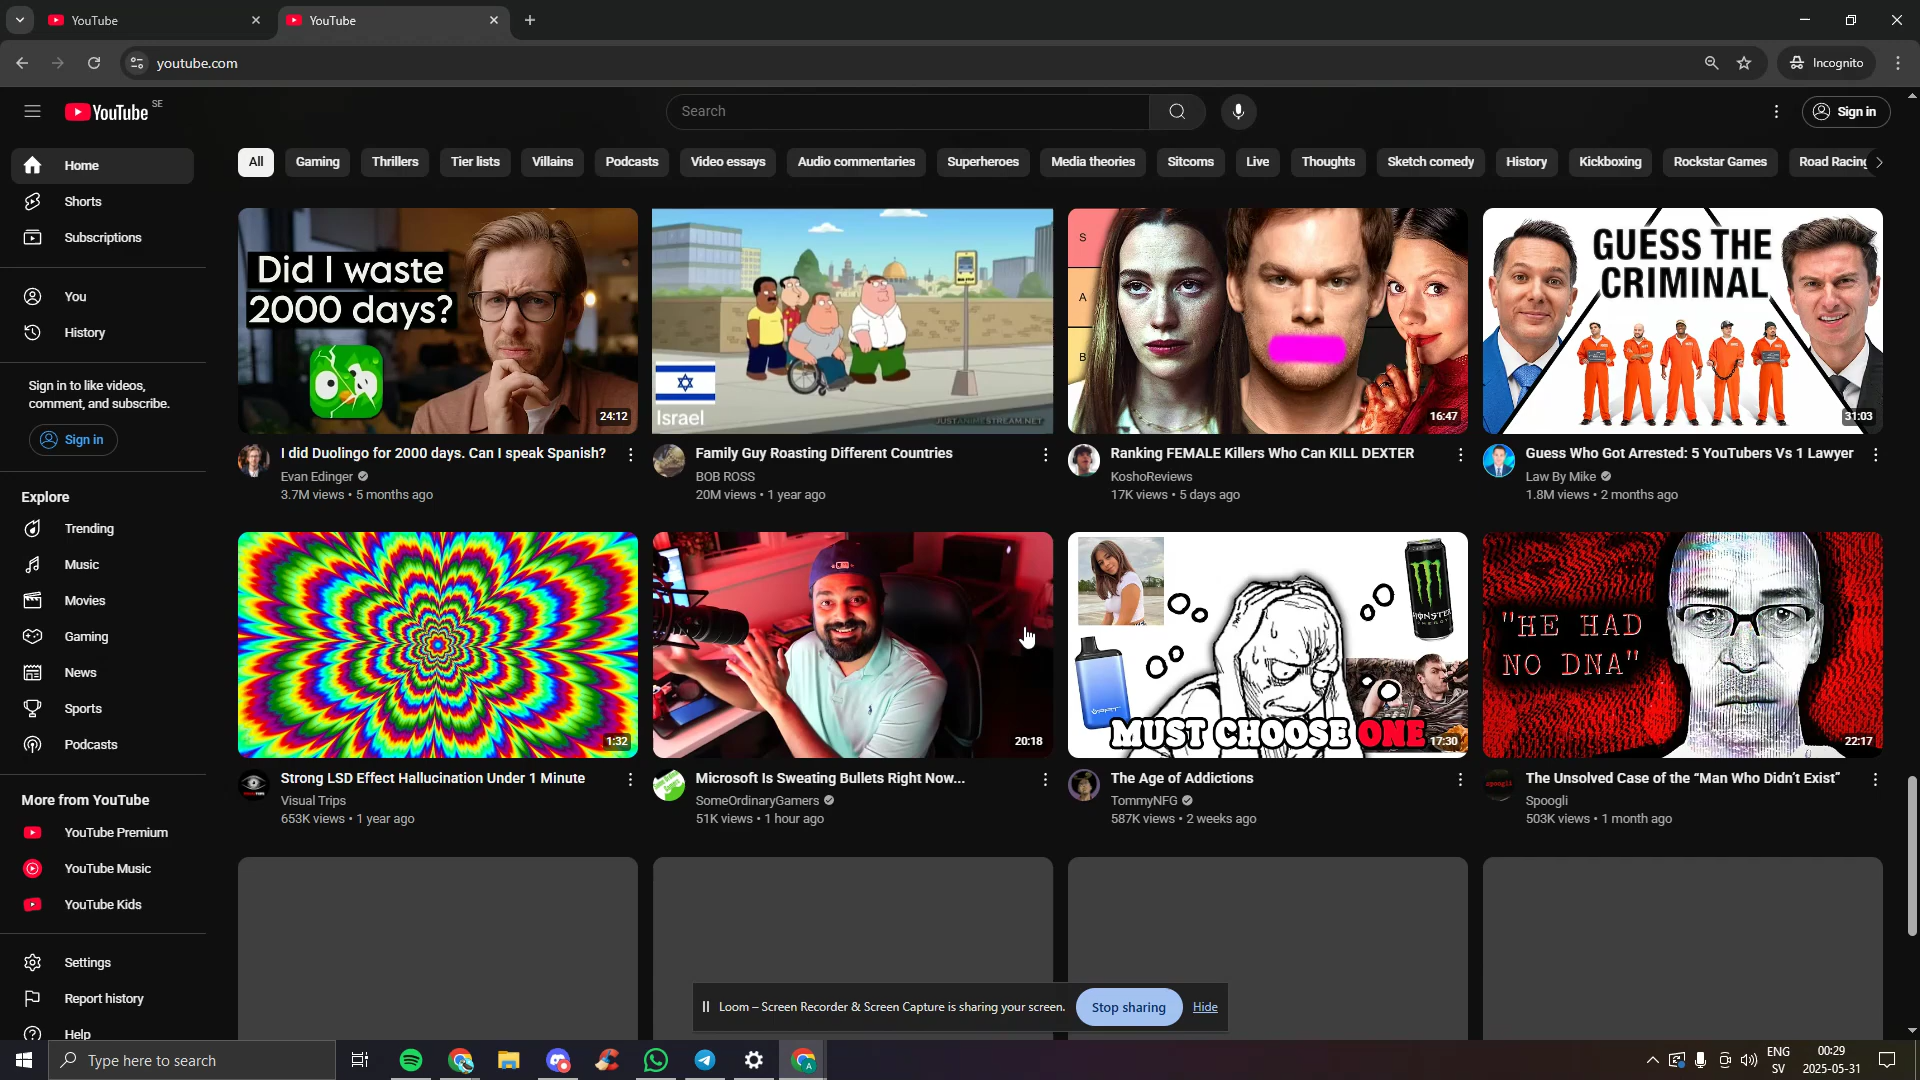 YouTube
YouTube
youtube.com
Incognito
YouTube SE
Search
Sign in
Home
Shorts
Subscriptions
You
History
Sign in to like videos,
comment, and subscribe.
Sign in
Explore
Trending
Music
Movies
Gaming
News
Sports
Podcasts
More from YouTube
YouTube Premium
YouTube Music
YouTube Kids
Settings
Report history
Help
All Gaming Thrillers Tier lists Villains Podcasts Video essays Audio commentaries Superheroes Media theories Sitcoms Live Thoughts Sketch comedy History Kickboxing Rockstar Games Road Racing
Did I waste
2000 days?
24:12
I did Duolingo for 2000 days. Can I speak Spanish?
Evan Edinger
3.7M views • 5 months ago
Israel
JUSTANIMESTREAM.NET
Family Guy Roasting Different Countries
BOB ROSS
20M views • 1 year ago
S
A
B
16:47
Ranking FEMALE Killers Who Can KILL DEXTER
KoshoReviews
17K views • 5 days ago
GUESS THE
CRIMINAL
31:03
Guess Who Got Arrested: 5 YouTubers Vs 1 Lawyer
Law By Mike
1.8M views • 2 months ago
1:32
Strong LSD Effect Hallucination Under 1 Minute
Visual Trips
653K views • 1 year ago
20:18
Microsoft Is Sweating Bullets Right Now...
SomeOrdinaryGamers
51K views • 1 hour ago
MONSTER
MUST CHOOSE ONE
17:30
The Age of Addictions
TommyNFG
587K views • 2 weeks ago
"HE HAD
NO DNA"
22:17
The Unsolved Case of the “Man Who Didn’t Exist”
Spoogli
503K views • 1 month ago
Loom – Screen Recorder & Screen Capture is sharing your screen.
Stop sharing
Hide
Type here to search
ENG
SV
00:29
2025-05-31